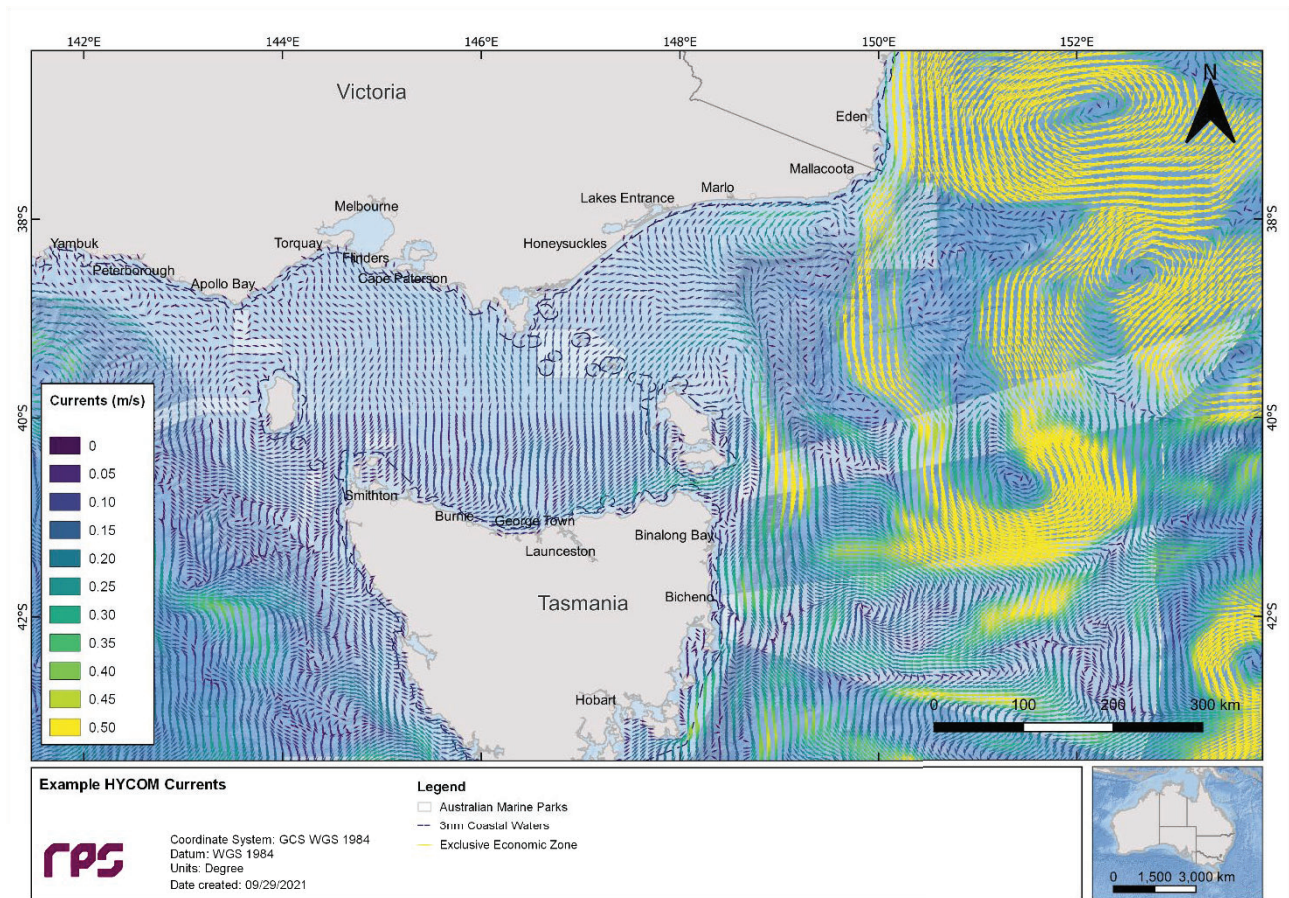 142°E 144°E 146°E 148°E 150°E 152°E
N
Victoria
Eden
Mallacoota
Marlo
Lakes Entrance
Melbourne
38°S
38°S
Yambuk
Torquay
Honeysuckles
Flinders
Peterborough
Cape Paterson
Apollo Bay
Currents (m/s)
0
0.05
0.10
0.15
0.20
0.25
0.30
0.35
0.40
0.45
0.50
40°S
40°S
Smithton
Burnie
George Town
Launceston
Binalong Bay
Bicheno
Tasmania
42°S
42°S
Hobart
0 100 200 300 km
Example HYCOM Currents
rps
Coordinate System: GCS WGS 1984
Datum: WGS 1984
Units: Degree
Date created: 09/29/2021
Legend
Australian Marine Parks
3nm Coastal Waters
Exclusive Economic Zone
0 1,500 3,000 km